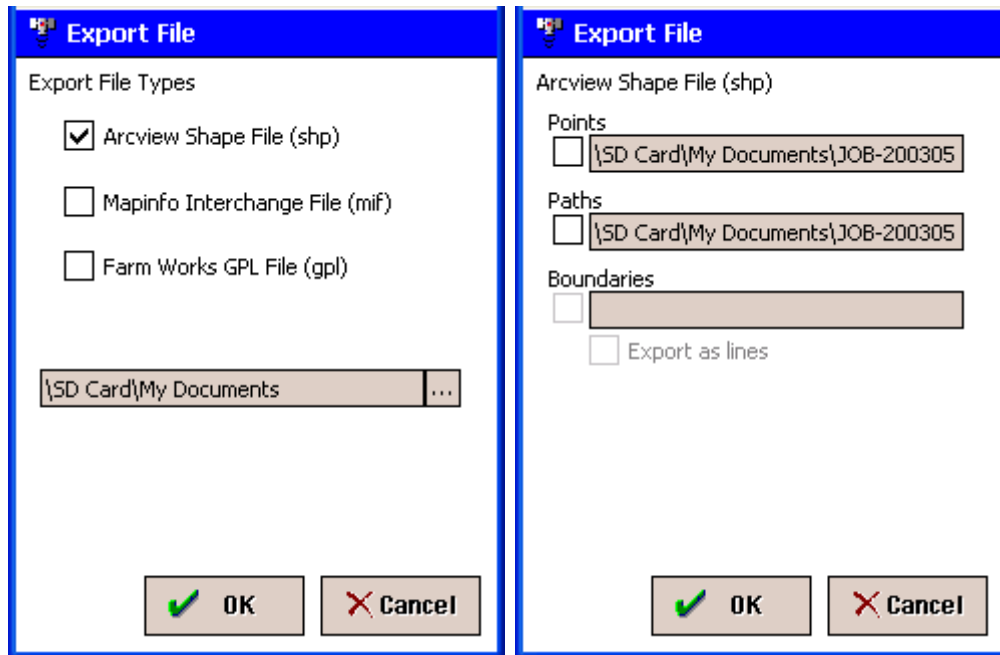 Export File
Export File Types
Arcview Shape File (shp)
Mapinfo Interchange File (mif)
Farm Works GPL File (gpl)
\SD Card\My Documents
...
OK
Cancel
Export File
Arcview Shape File (shp)
Points
\SD Card\My Documents\JOB-200305
Paths
\SD Card\My Documents\JOB-200305
Boundaries
Export as lines
OK
Cancel